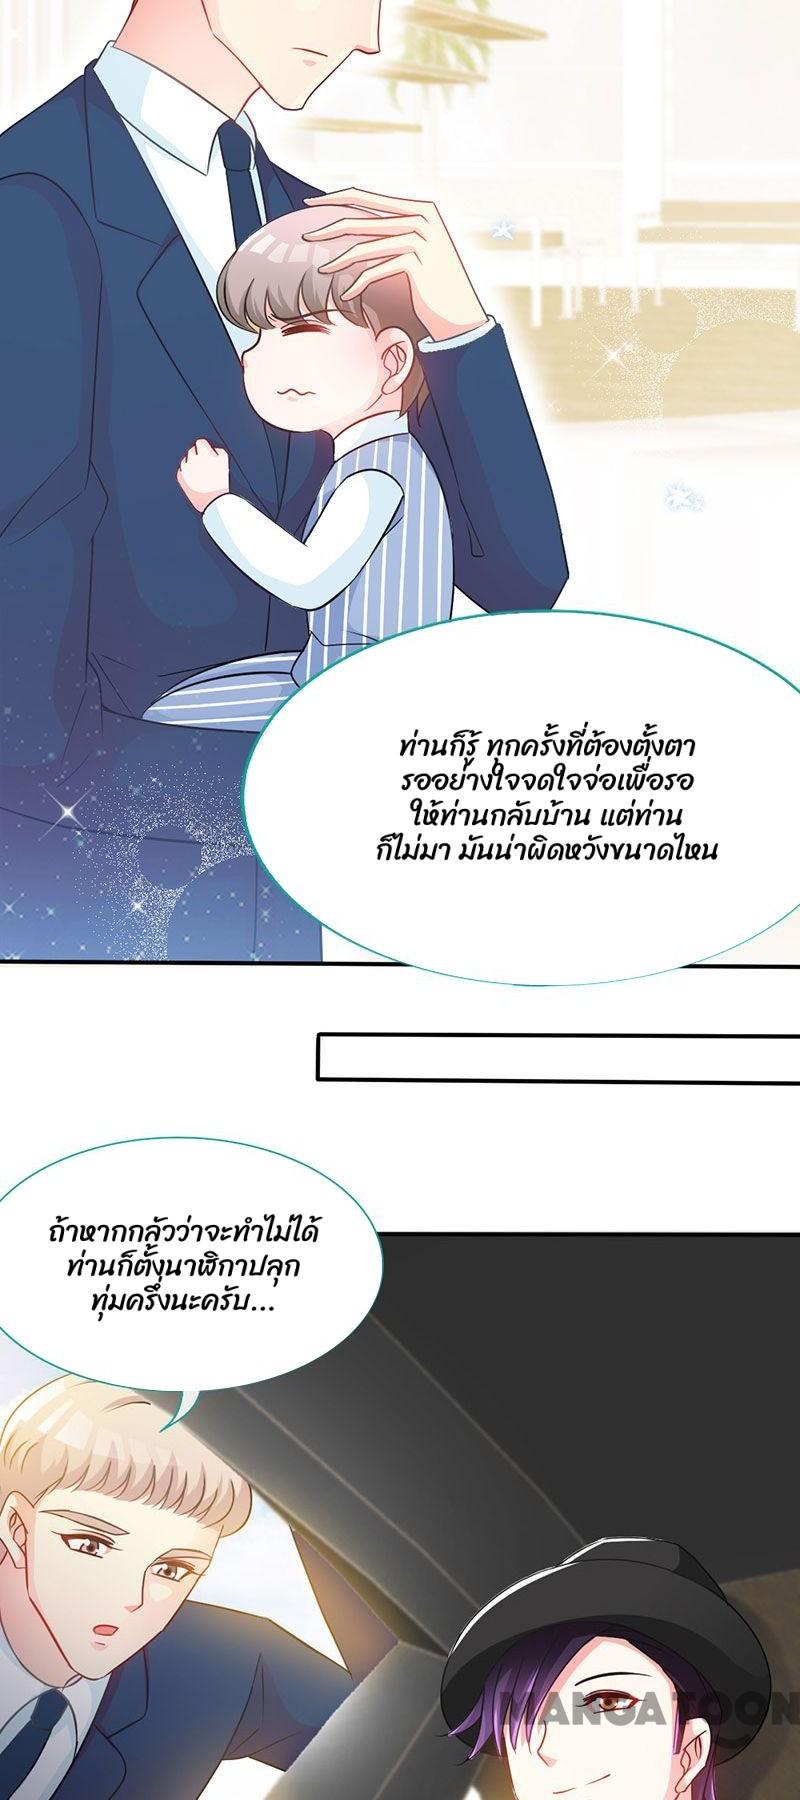 ท่านก็รู้ ทุกครั้งที่ต้องตั้งตา
รออย่างใจจดใจจ่อเพื่อรอ
ให้ท่านกลับบ้าน แต่ท่าน
ก็ไม่มา มันน่าผิดหวังขนาดไหน
ถ้าหากกลัวว่าจะทำไม่ได้
ท่านก็ตั้งนาฬิกาปลุก
ทุ่มครึ่งนะครับ...
MANGATOON